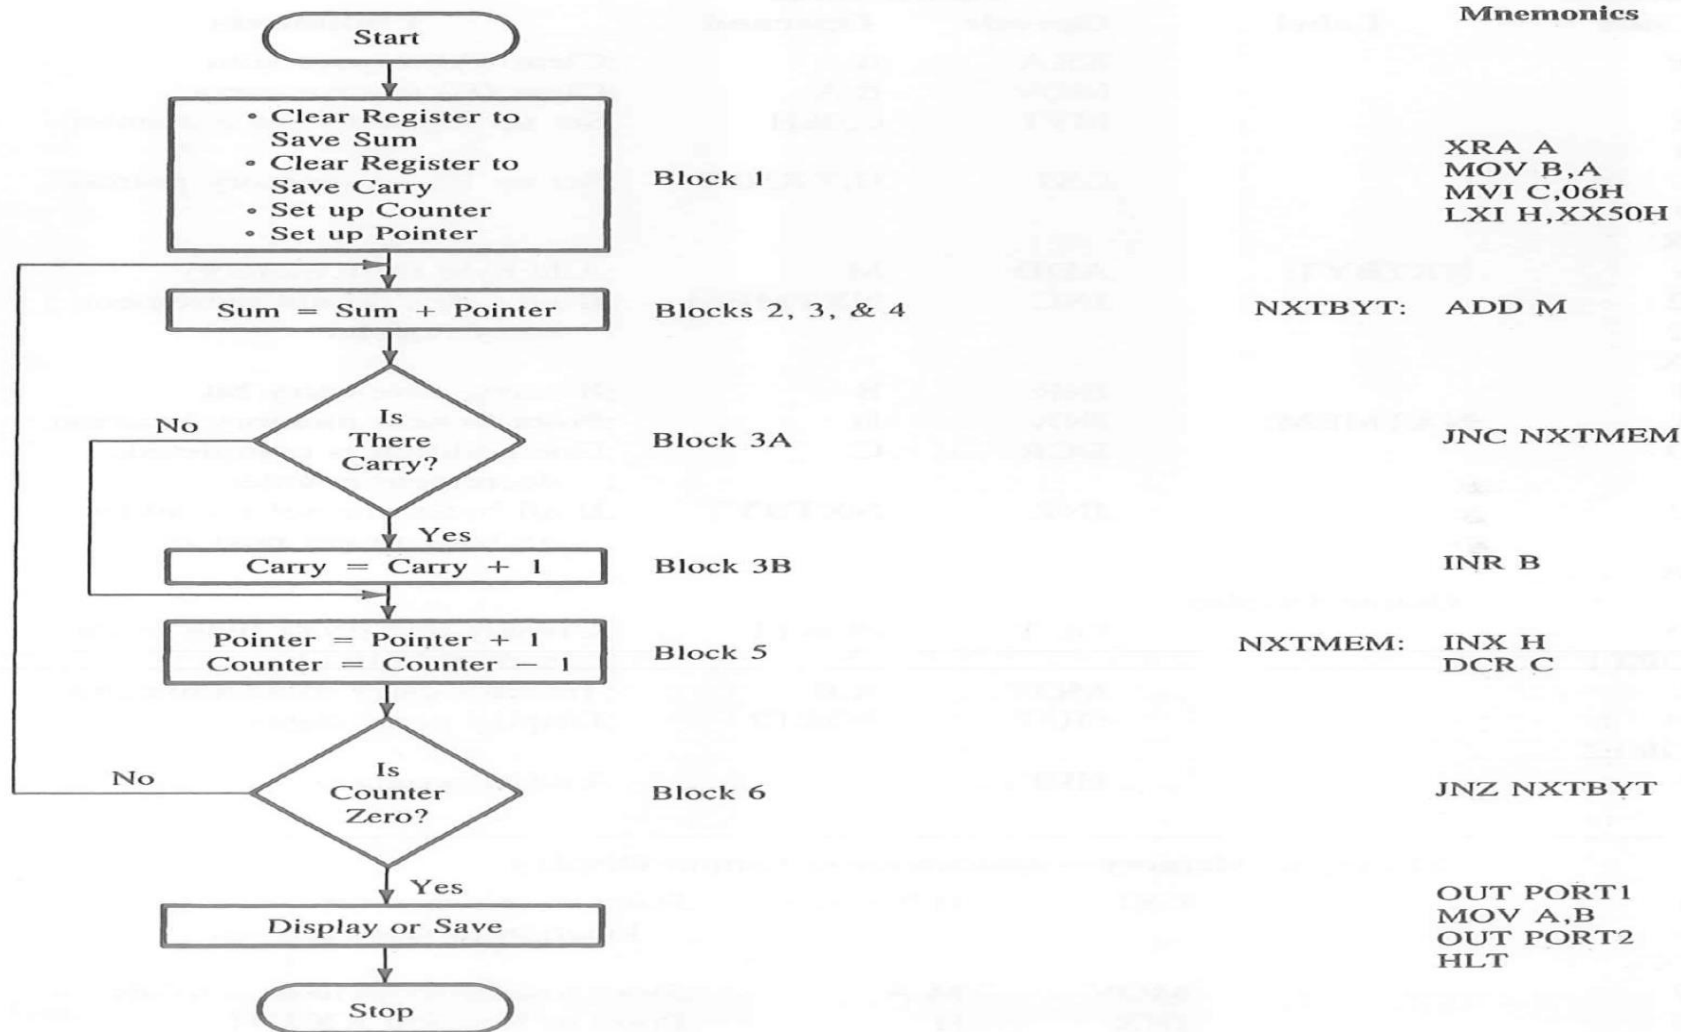 Mnemonics
Start
• Clear Register to
Save Sum
• Clear Register to
Save Carry
• Set up Counter
• Set up Pointer
Block 1
XRA A
MOV B,A
MVI C,06H
LXI H,XX50H
Sum = Sum + Pointer
Blocks 2, 3, & 4
NXTBYT: ADD M
Is
There
Carry?
No
Yes
Block 3A
JNC NXTMEM
Carry = Carry + 1
Block 3B
INR B
Pointer = Pointer + 1
Counter = Counter − 1
Block 5
NXTMEM: INX H
DCR C
Is
Counter
Zero?
No
Yes
Block 6
JNZ NXTBYT
Display or Save
OUT PORT1
MOV A,B
OUT PORT2
HLT
Stop